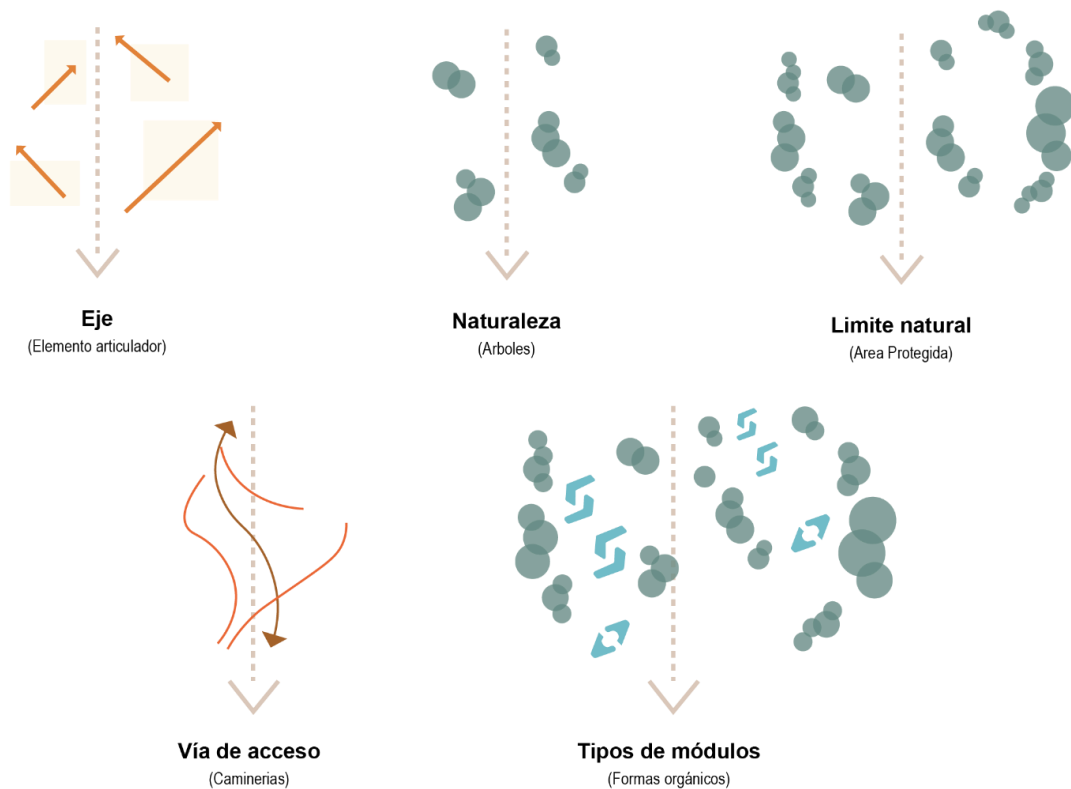 Eje
(Elemento articulador)
Naturaleza
(Arboles)
Limite natural
(Area Protegida)
Vía de acceso
(Caminerias)
Tipos de módulos
(Formas orgánicos)